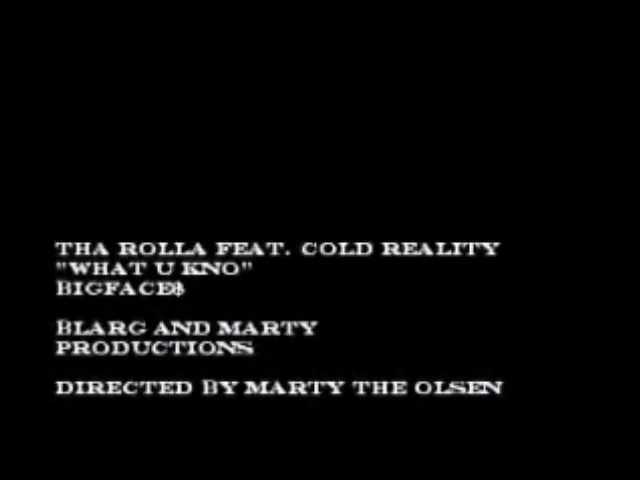 THA ROLLA FEAT. COLD REALITY
"WHAT U KNO"
BIGFACE$
BLARG AND MARTY
PRODUCTIONS
DIRECTED BY MARTY THE OLSEN